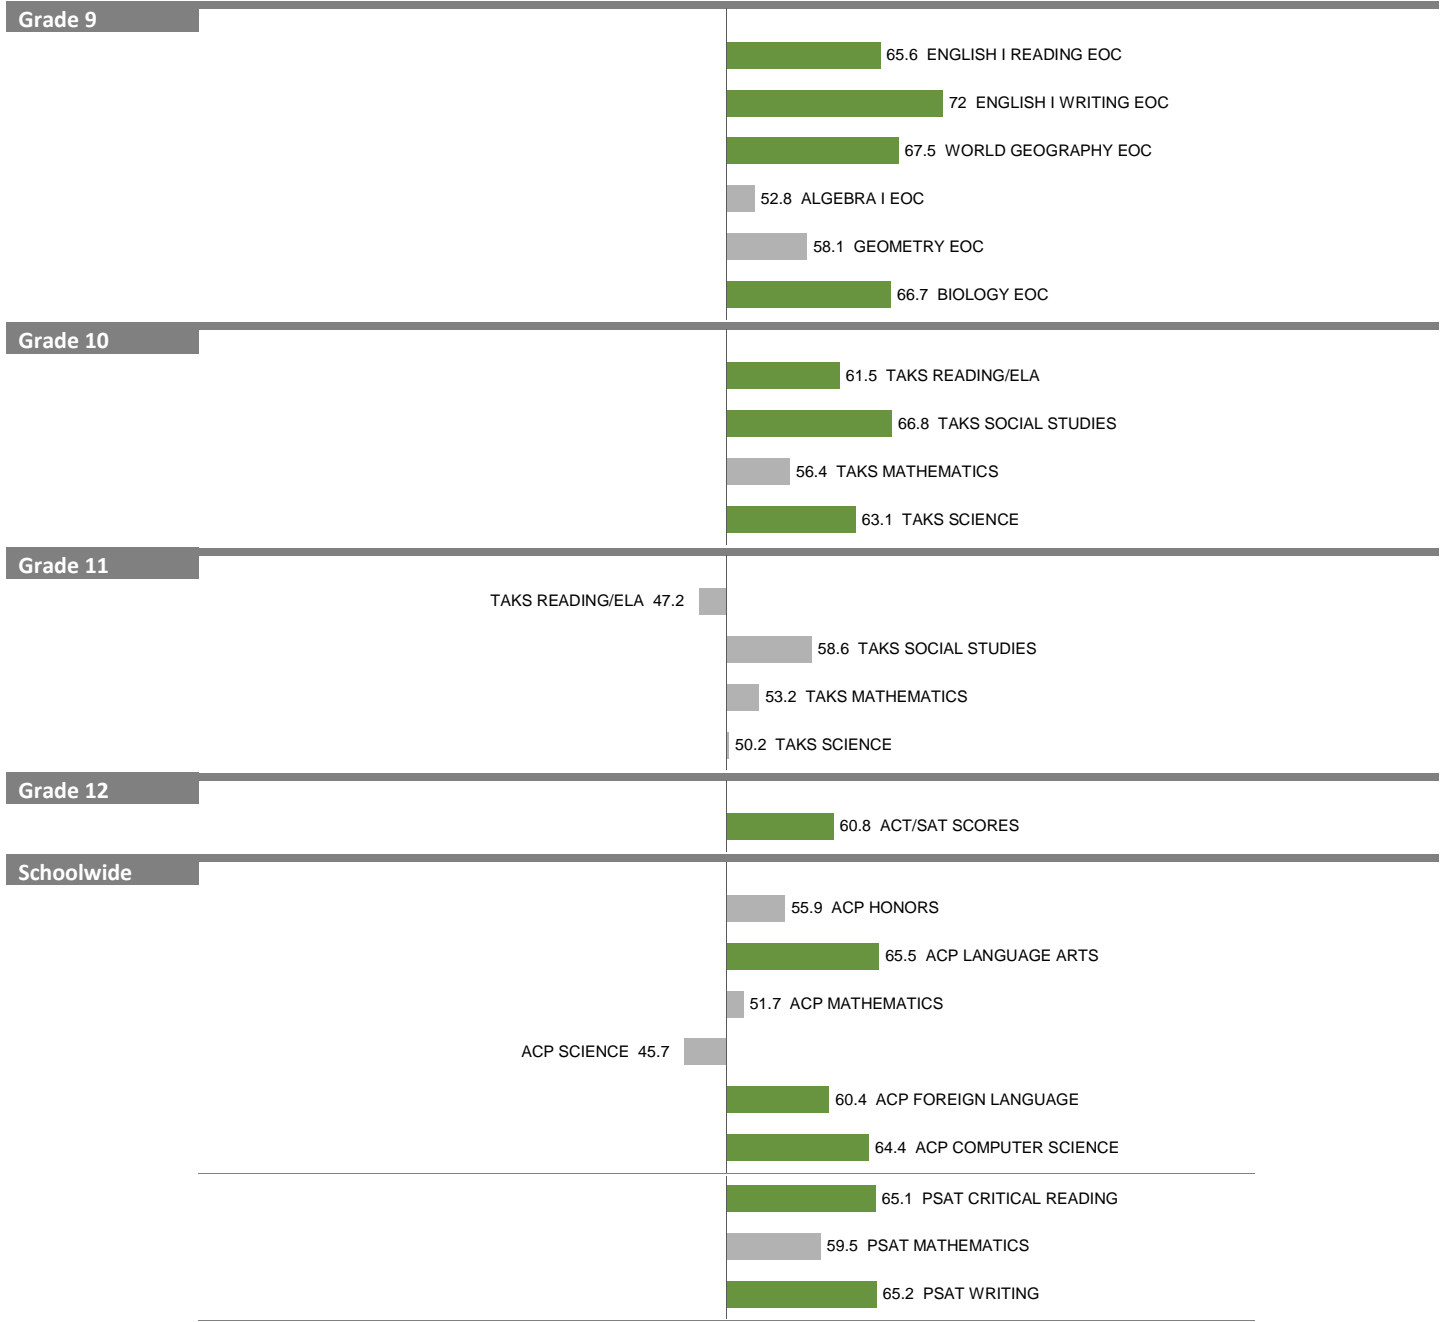 Grade 9
65.6 ENGLISH I READING EOC
72 ENGLISH I WRITING EOC
67.5 WORLD GEOGRAPHY EOC
52.8 ALGEBRA I EOC
58.1 GEOMETRY EOC
66.7 BIOLOGY EOC
Grade 10
61.5 TAKS READING/ELA
66.8 TAKS SOCIAL STUDIES
56.4 TAKS MATHEMATICS
63.1 TAKS SCIENCE
Grade 11
TAKS READING/ELA 47.2
58.6 TAKS SOCIAL STUDIES
53.2 TAKS MATHEMATICS
50.2 TAKS SCIENCE
Grade 12
60.8 ACT/SAT SCORES
Schoolwide
55.9 ACP HONORS
65.5 ACP LANGUAGE ARTS
51.7 ACP MATHEMATICS
ACP SCIENCE 45.7
60.4 ACP FOREIGN LANGUAGE
64.4 ACP COMPUTER SCIENCE
65.1 PSAT CRITICAL READING
59.5 PSAT MATHEMATICS
65.2 PSAT WRITING